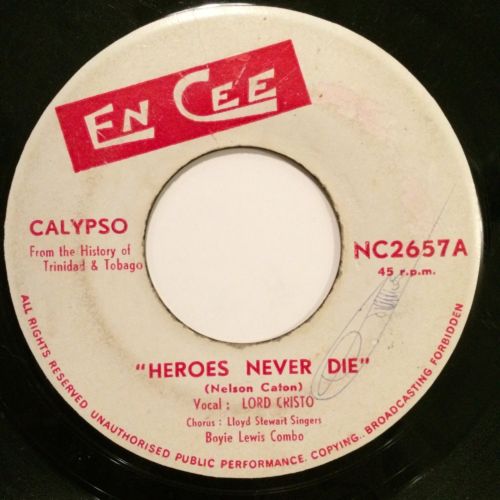 EN CEE
CALYPSO
From the History of
Trinidad & Tobago
NC2657A
45 r.p.m.
"HEROES NEVER DIE"
(Nelson Caton)
Vocal : LORD CRISTO
Chorus : Lloyd Stewart Singers
Boyie Lewis Combo
ALL RIGHTS RESERVED UNAUTHORISED PUBLIC PERFORMANCE. COPYING.. BROADCASTING FORBIDDEN